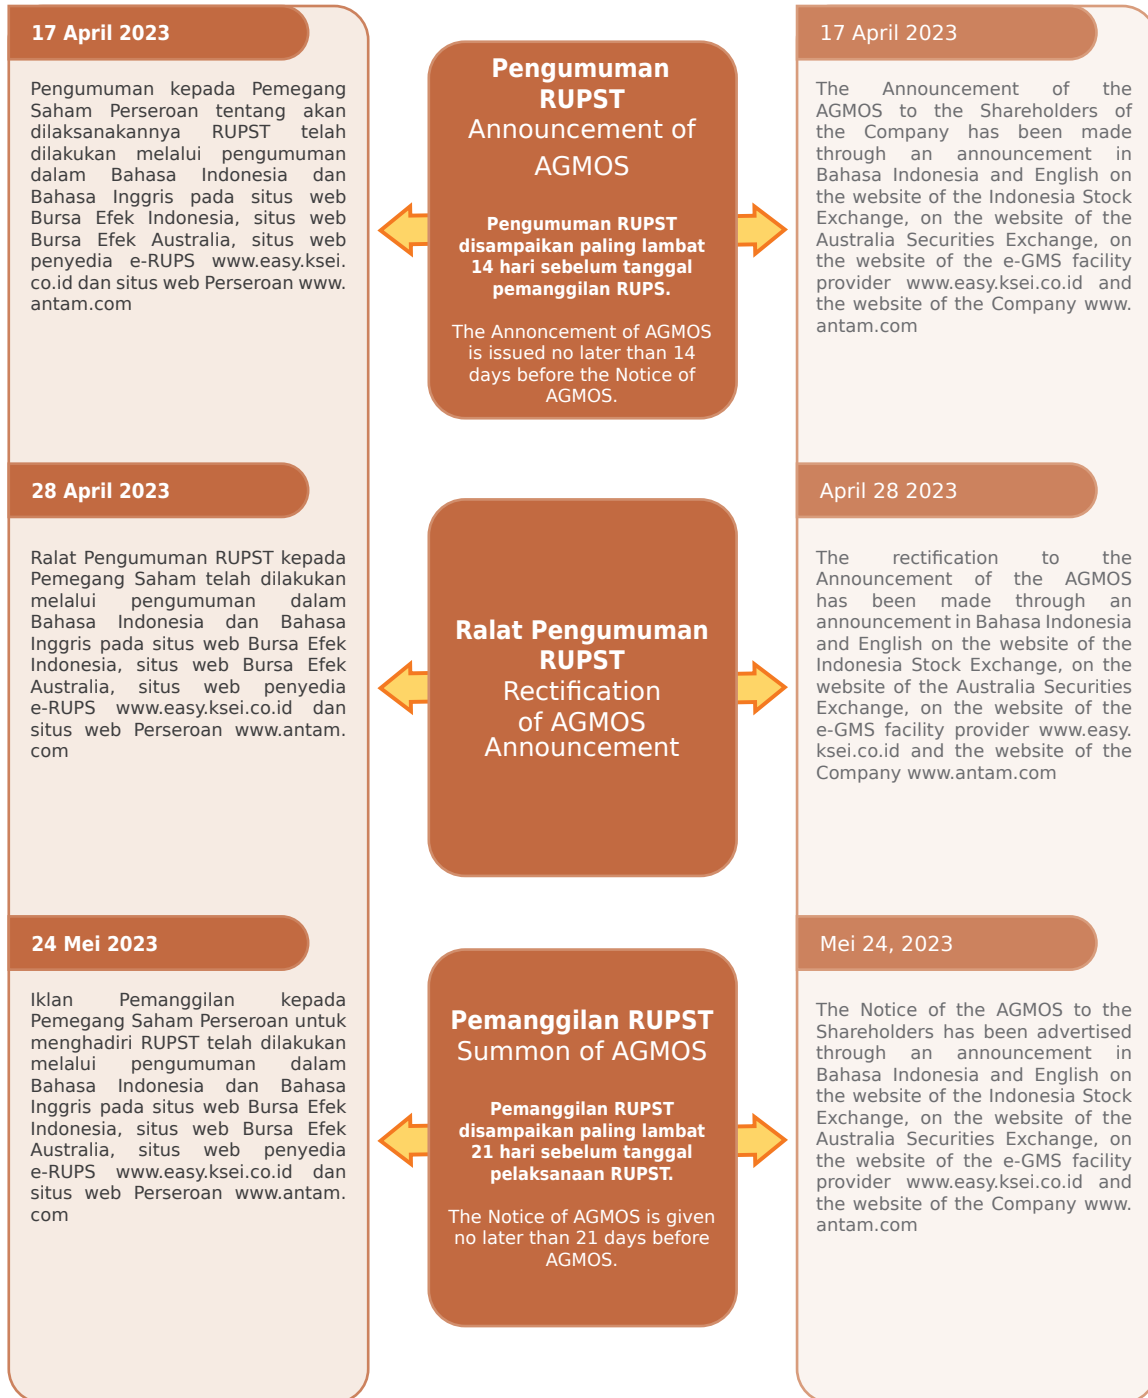 17 April 2023
Pengumuman kepada Pemegang
Saham Perseroan tentang akan
dilaksanakannya RUPST telah
dilakukan melalui pengumuman
dalam Bahasa Indonesia dan
Bahasa Inggris pada situs web
Bursa Efek Indonesia, situs web
Bursa Efek Australia, situs web
penyedia e-RUPS www.easy.ksei.
co.id dan situs web Perseroan www.
antam.com
Pengumuman
RUPST
Announcement of
AGMOS
Pengumuman RUPST
disampaikan paling lambat
14 hari sebelum tanggal
pemanggilan RUPS.
The Annoncement of AGMOS
is issued no later than 14
days before the Notice of
AGMOS.
17 April 2023
The Announcement of the
AGMOS to the Shareholders of
the Company has been made
through an announcement in
Bahasa Indonesia and English on
the website of the Indonesia Stock
Exchange, on the website of the
Australia Securities Exchange, on
the website of the e-GMS facility
provider www.easy.ksei.co.id and
the website of the Company www.
antam.com
28 April 2023
Ralat Pengumuman RUPST kepada
Pemegang Saham telah dilakukan
melalui pengumuman dalam
Bahasa Indonesia dan Bahasa
Inggris pada situs web Bursa Efek
Indonesia, situs web Bursa Efek
Australia, situs web penyedia
e-RUPS www.easy.ksei.co.id dan
situs web Perseroan www.antam.
com
Ralat Pengumuman
RUPST
Rectification
of AGMOS
Announcement
April 28 2023
The rectification to the
Announcement of the AGMOS
has been made through an
announcement in Bahasa Indonesia
and English on the website of the
Indonesia Stock Exchange, on the
website of the Australia Securities
Exchange, on the website of the
e-GMS facility provider www.easy.
ksei.co.id and the website of the
Company www.antam.com
24 Mei 2023
Iklan Pemanggilan kepada
Pemegang Saham Perseroan untuk
menghadiri RUPST telah dilakukan
melalui pengumuman dalam
Bahasa Indonesia dan Bahasa
Inggris pada situs web Bursa Efek
Indonesia, situs web Bursa Efek
Australia, situs web penyedia
e-RUPS www.easy.ksei.co.id dan
situs web Perseroan www.antam.
com
Pemanggilan RUPST
Summon of AGMOS
Pemanggilan RUPST
disampaikan paling lambat
21 hari sebelum tanggal
pelaksanaan RUPST.
The Notice of AGMOS is given
no later than 21 days before
AGMOS.
Mei 24, 2023
The Notice of the AGMOS to the
Shareholders has been advertised
through an announcement in
Bahasa Indonesia and English on
the website of the Indonesia Stock
Exchange, on the website of the
Australia Securities Exchange, on
the website of the e-GMS facility
provider www.easy.ksei.co.id and
the website of the Company www.
antam.com